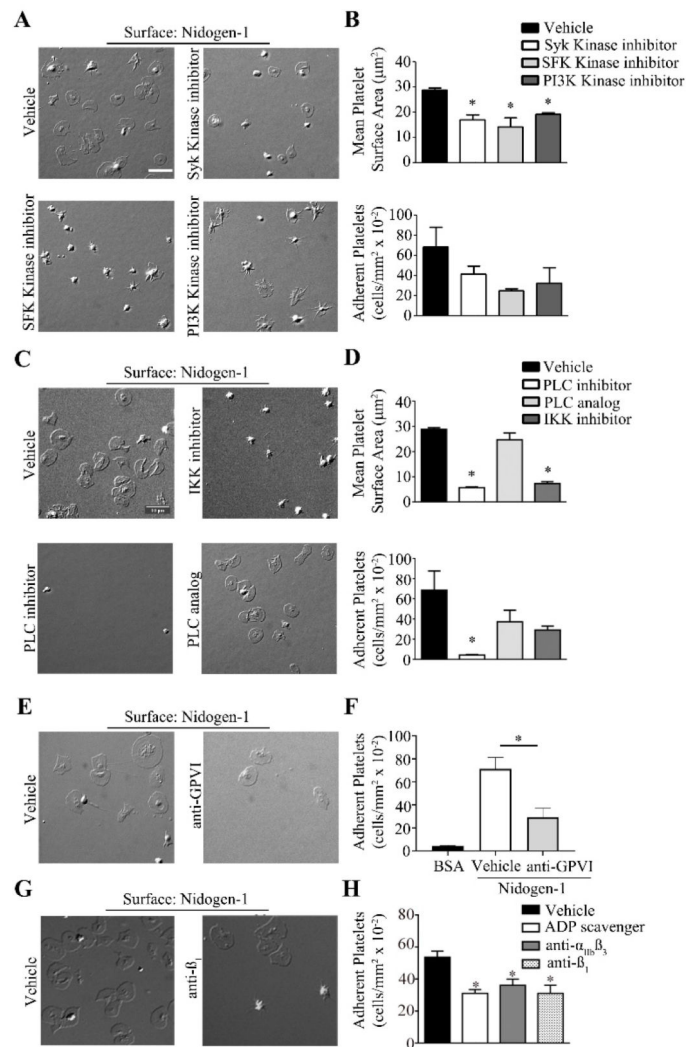 A
Surface: Nidogen-1
Vehicle
Syk Kinase inhibitor
SFK Kinase inhibitor
PI3K Kinase inhibitor
B
Vehicle
Syk Kinase inhibitor
SFK Kinase inhibitor
PI3K Kinase inhibitor
Mean Platelet
Surface Area (µm²)
40
30
20
10
0
* * *
Adherent Platelets
(cells/mm² x 10⁻²)
100
80
60
40
20
0
C
Surface: Nidogen-1
Vehicle
IKK inhibitor
PLC inhibitor
PLC analog
D
Vehicle
PLC inhibitor
PLC analog
IKK inhibitor
Mean Platelet
Surface Area (µm²)
40
30
20
10
0
* *
Adherent Platelets
(cells/mm² x 10⁻²)
100
80
60
40
20
0
*
E
Surface: Nidogen-1
Vehicle
anti-GPVI
F
Adherent Platelets
(cells/mm² x 10⁻²)
100
80
60
40
20
0
*
BSA Vehicle anti-GPVI
Nidogen-1
G
Surface: Nidogen-1
Vehicle
anti-ß₁
H
Vehicle
ADP scavenger
anti-α_IIbß₃
anti-ß₁
Adherent Platelets
(cells/mm² x 10⁻²)
80
60
40
20
0
* * *